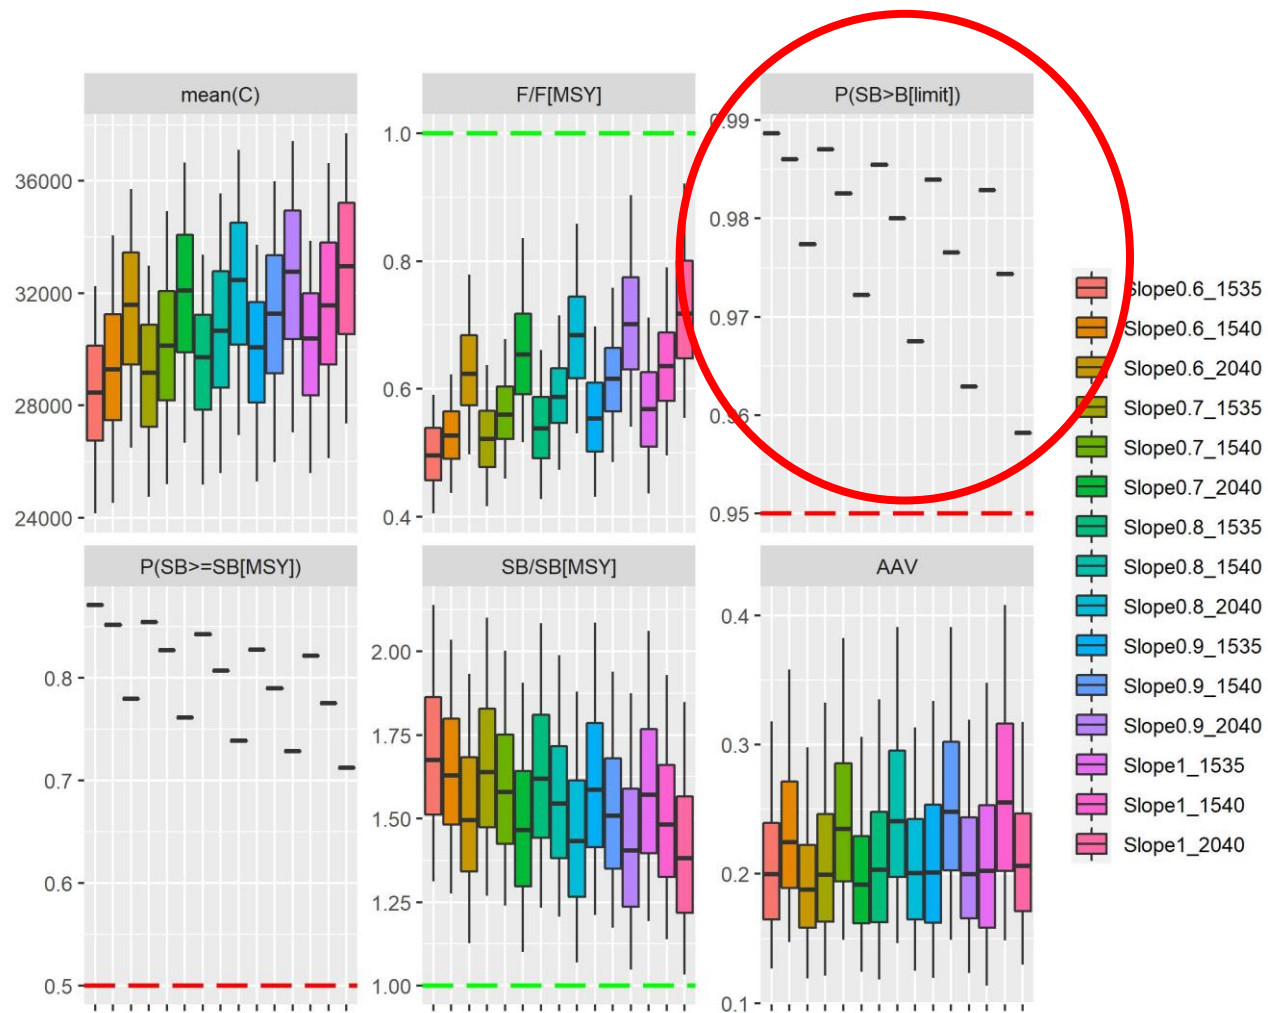 mean(C)
F/F[MSY]
P(SB>B[limit])
36000
32000
28000
24000
1.0
0.8
0.6
0.4
0.99
0.98
0.97
0.96
0.95
P(SB>=SB[MSY])
SB/SB[MSY]
AAV
0.8
0.7
0.6
0.5
2.00
1.75
1.50
1.25
1.00
0.4
0.3
0.2
0.1
Slope0.6_1535
Slope0.6_1540
Slope0.6_2040
Slope0.7_1535
Slope0.7_1540
Slope0.7_2040
Slope0.8_1535
Slope0.8_1540
Slope0.8_2040
Slope0.9_1535
Slope0.9_1540
Slope0.9_2040
Slope1_1535
Slope1_1540
Slope1_2040